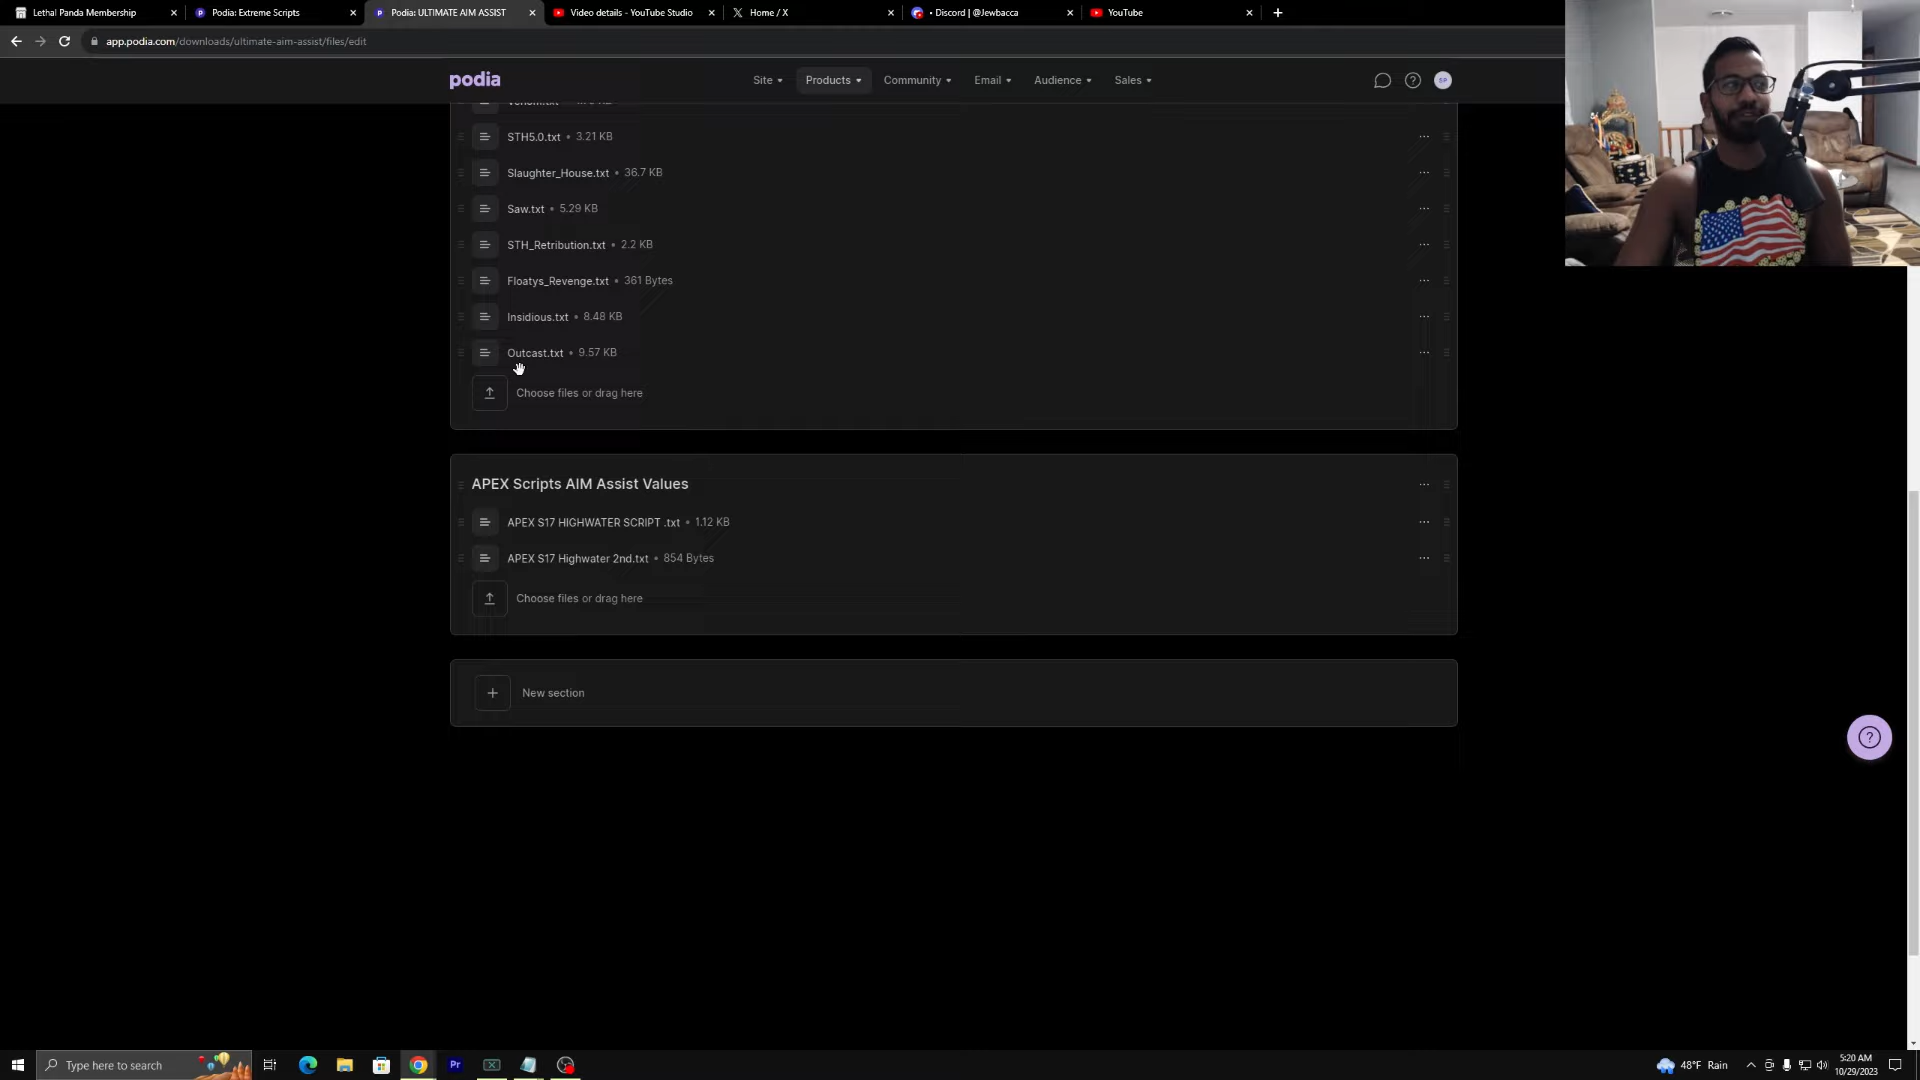 Lethal Panda Membership
Podia: Extreme Scripts
Podia: ULTIMATE AIM ASSIST
Video details - YouTube Studio
Home / X
• Discord | @Jewbacca
YouTube
app.podia.com/downloads/ultimate-aim-assist/files/edit
podia
Site
Products
Community
Email
Audience
Sales
SP
STH5.0.txt • 3.21 KB
Slaughter_House.txt • 36.7 KB
Saw.txt • 5.29 KB
STH_Retribution.txt • 2.2 KB
Floatys_Revenge.txt • 361 Bytes
Insidious.txt • 8.48 KB
Outcast.txt • 9.57 KB
Choose files or drag here
APEX Scripts AIM Assist Values
APEX S17 HIGHWATER SCRIPT .txt • 1.12 KB
APEX S17 Highwater 2nd.txt • 854 Bytes
Choose files or drag here
New section
Type here to search
Pr
48°F Rain
5:20 AM
10/29/2023